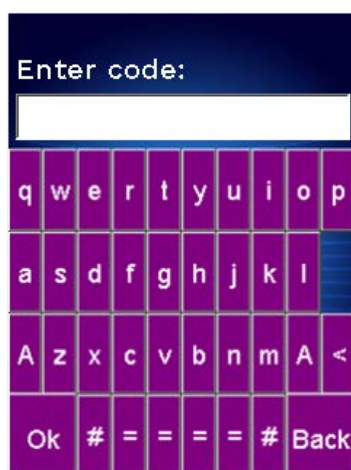 Enter code:
q w e r t y u i o p
a s d f g h j k l
A z x c v b n m A <
Ok # = = = = # Back